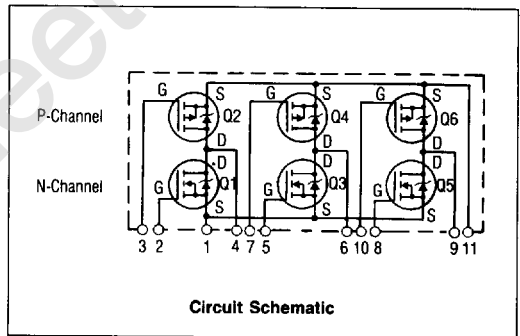 G S G S G S
P-Channel Q2 Q4 Q6
D D D
D D D
N-Channel Q1 Q3 Q5
G G G
S S S
3 2 1 4 7 5 6 10 8 9 11
Circuit Schematic